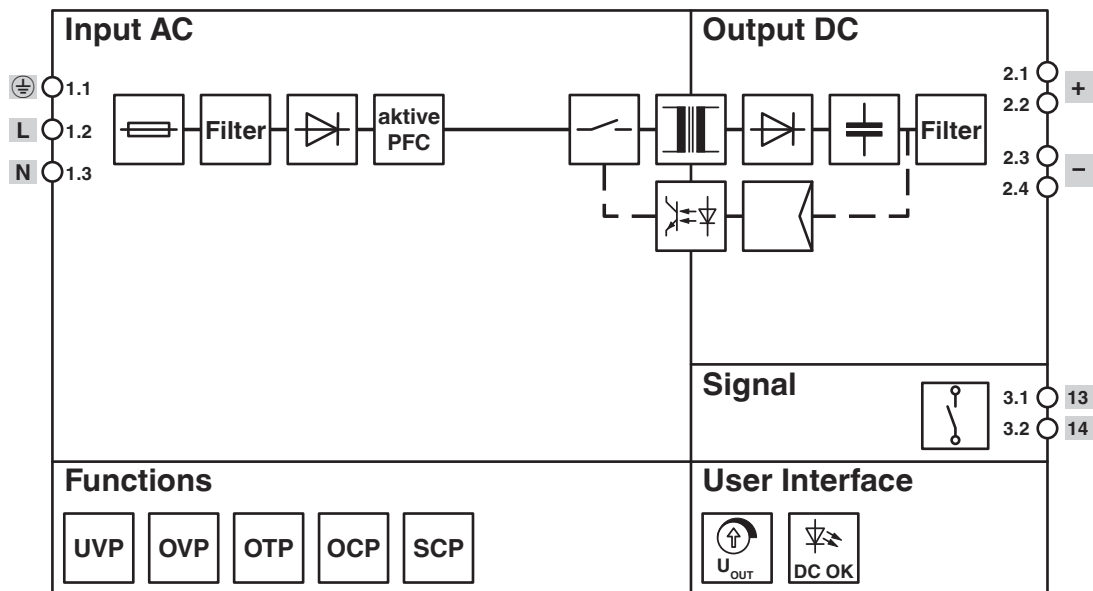 Input AC
Output DC
1.1
L 1.2
N 1.3
Filter
aktive
PFC
Filter
2.1
2.2
+
2.3
2.4
−
Signal
3.1 13
3.2 14
Functions
UVP OVP OTP OCP SCP
User Interface
UOUT
DC OK